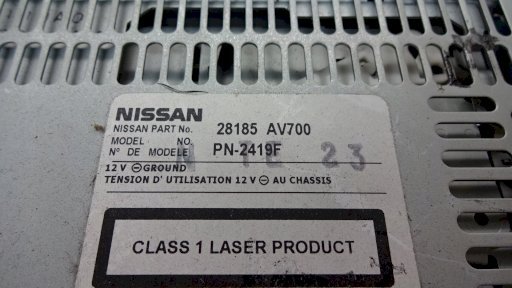 NISSAN
NISSAN PART No. 28185 AV700
MODEL NO.
N° DE MODELE PN-2419F
23
12 V ⊖ GROUND
TENSION D' UTILISATION 12 V ⊖ AU CHASSIS
CLASS 1 LASER PRODUCT